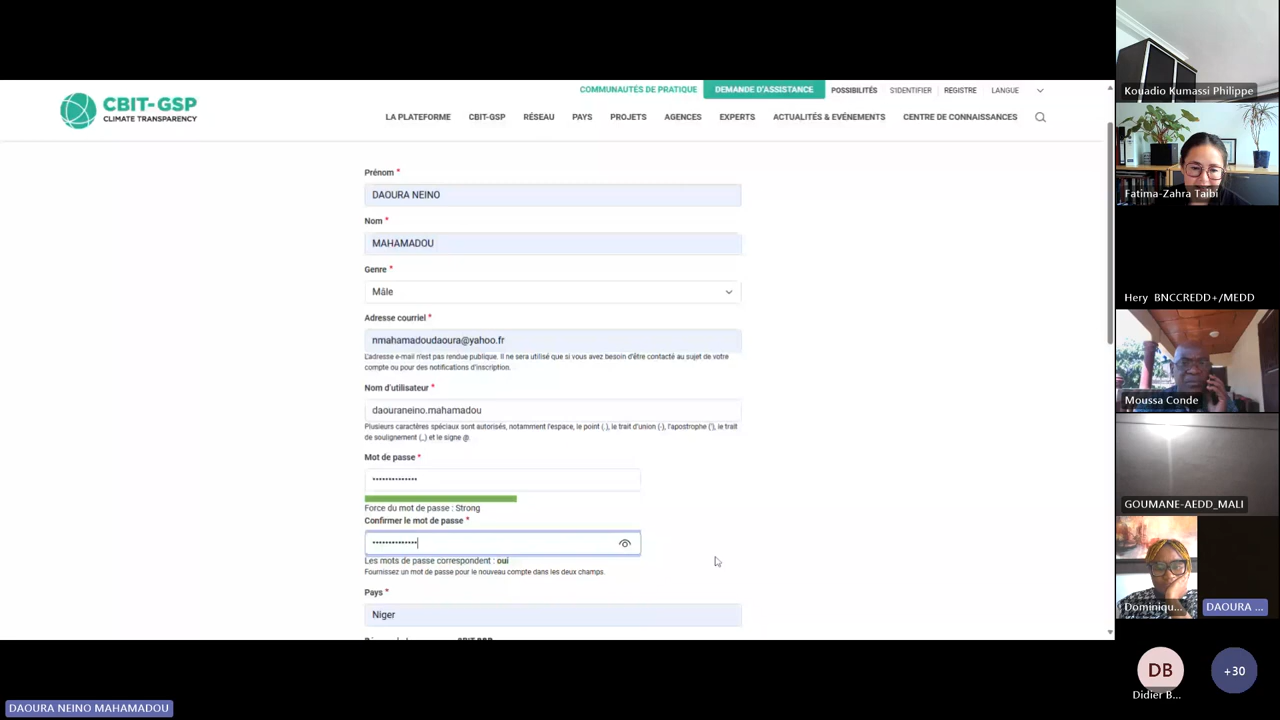 COMMUNAUTÉS DE PRATIQUE DEMANDE D'ASSISTANCE POSSIBILITÉS S'IDENTIFIER REGISTRE LANGUE
CBIT-GSP
CLIMATE TRANSPARENCY
LA PLATEFORME CBIT-GSP RÉSEAU PAYS PROJETS AGENCES EXPERTS ACTUALITÉS & EVÉNEMENTS CENTRE DE CONNAISSANCES
Prénom *
DAOURA NEINO
Nom *
MAHAMADOU
Genre *
Mâle
Adresse courriel *
nmahamadoudaoura@yahoo.fr
L'adresse e-mail n'est pas rendue publique. Il ne sera utilisé que si vous avez besoin d'être contacté au sujet de votre
compte ou pour des notifications d'inscription.
Nom d'utilisateur *
daouraneino.mahamadou
Plusieurs caractères spéciaux sont autorisés, notamment l'espace, le point (.), le trait d'union (-), l'apostrophe ('), le trait
de soulignement (_) et le signe @.
Mot de passe *
••••••••••••••
Force du mot de passe : Strong
Confirmer le mot de passe *
••••••••••••••
Les mots de passe correspondent : oui
Fournissez un mot de passe pour le nouveau compte dans les deux champs.
Pays *
Niger
Kouadio Kumassi Philippe
Fatima-Zahra Taibi
Hery BNCCREDD+/MEDD
Moussa Conde
GOUMANE-AEDD_MALI
Dominiqu...
DAOURA ...
DB
Didier B...
+30
DAOURA NEINO MAHAMADOU